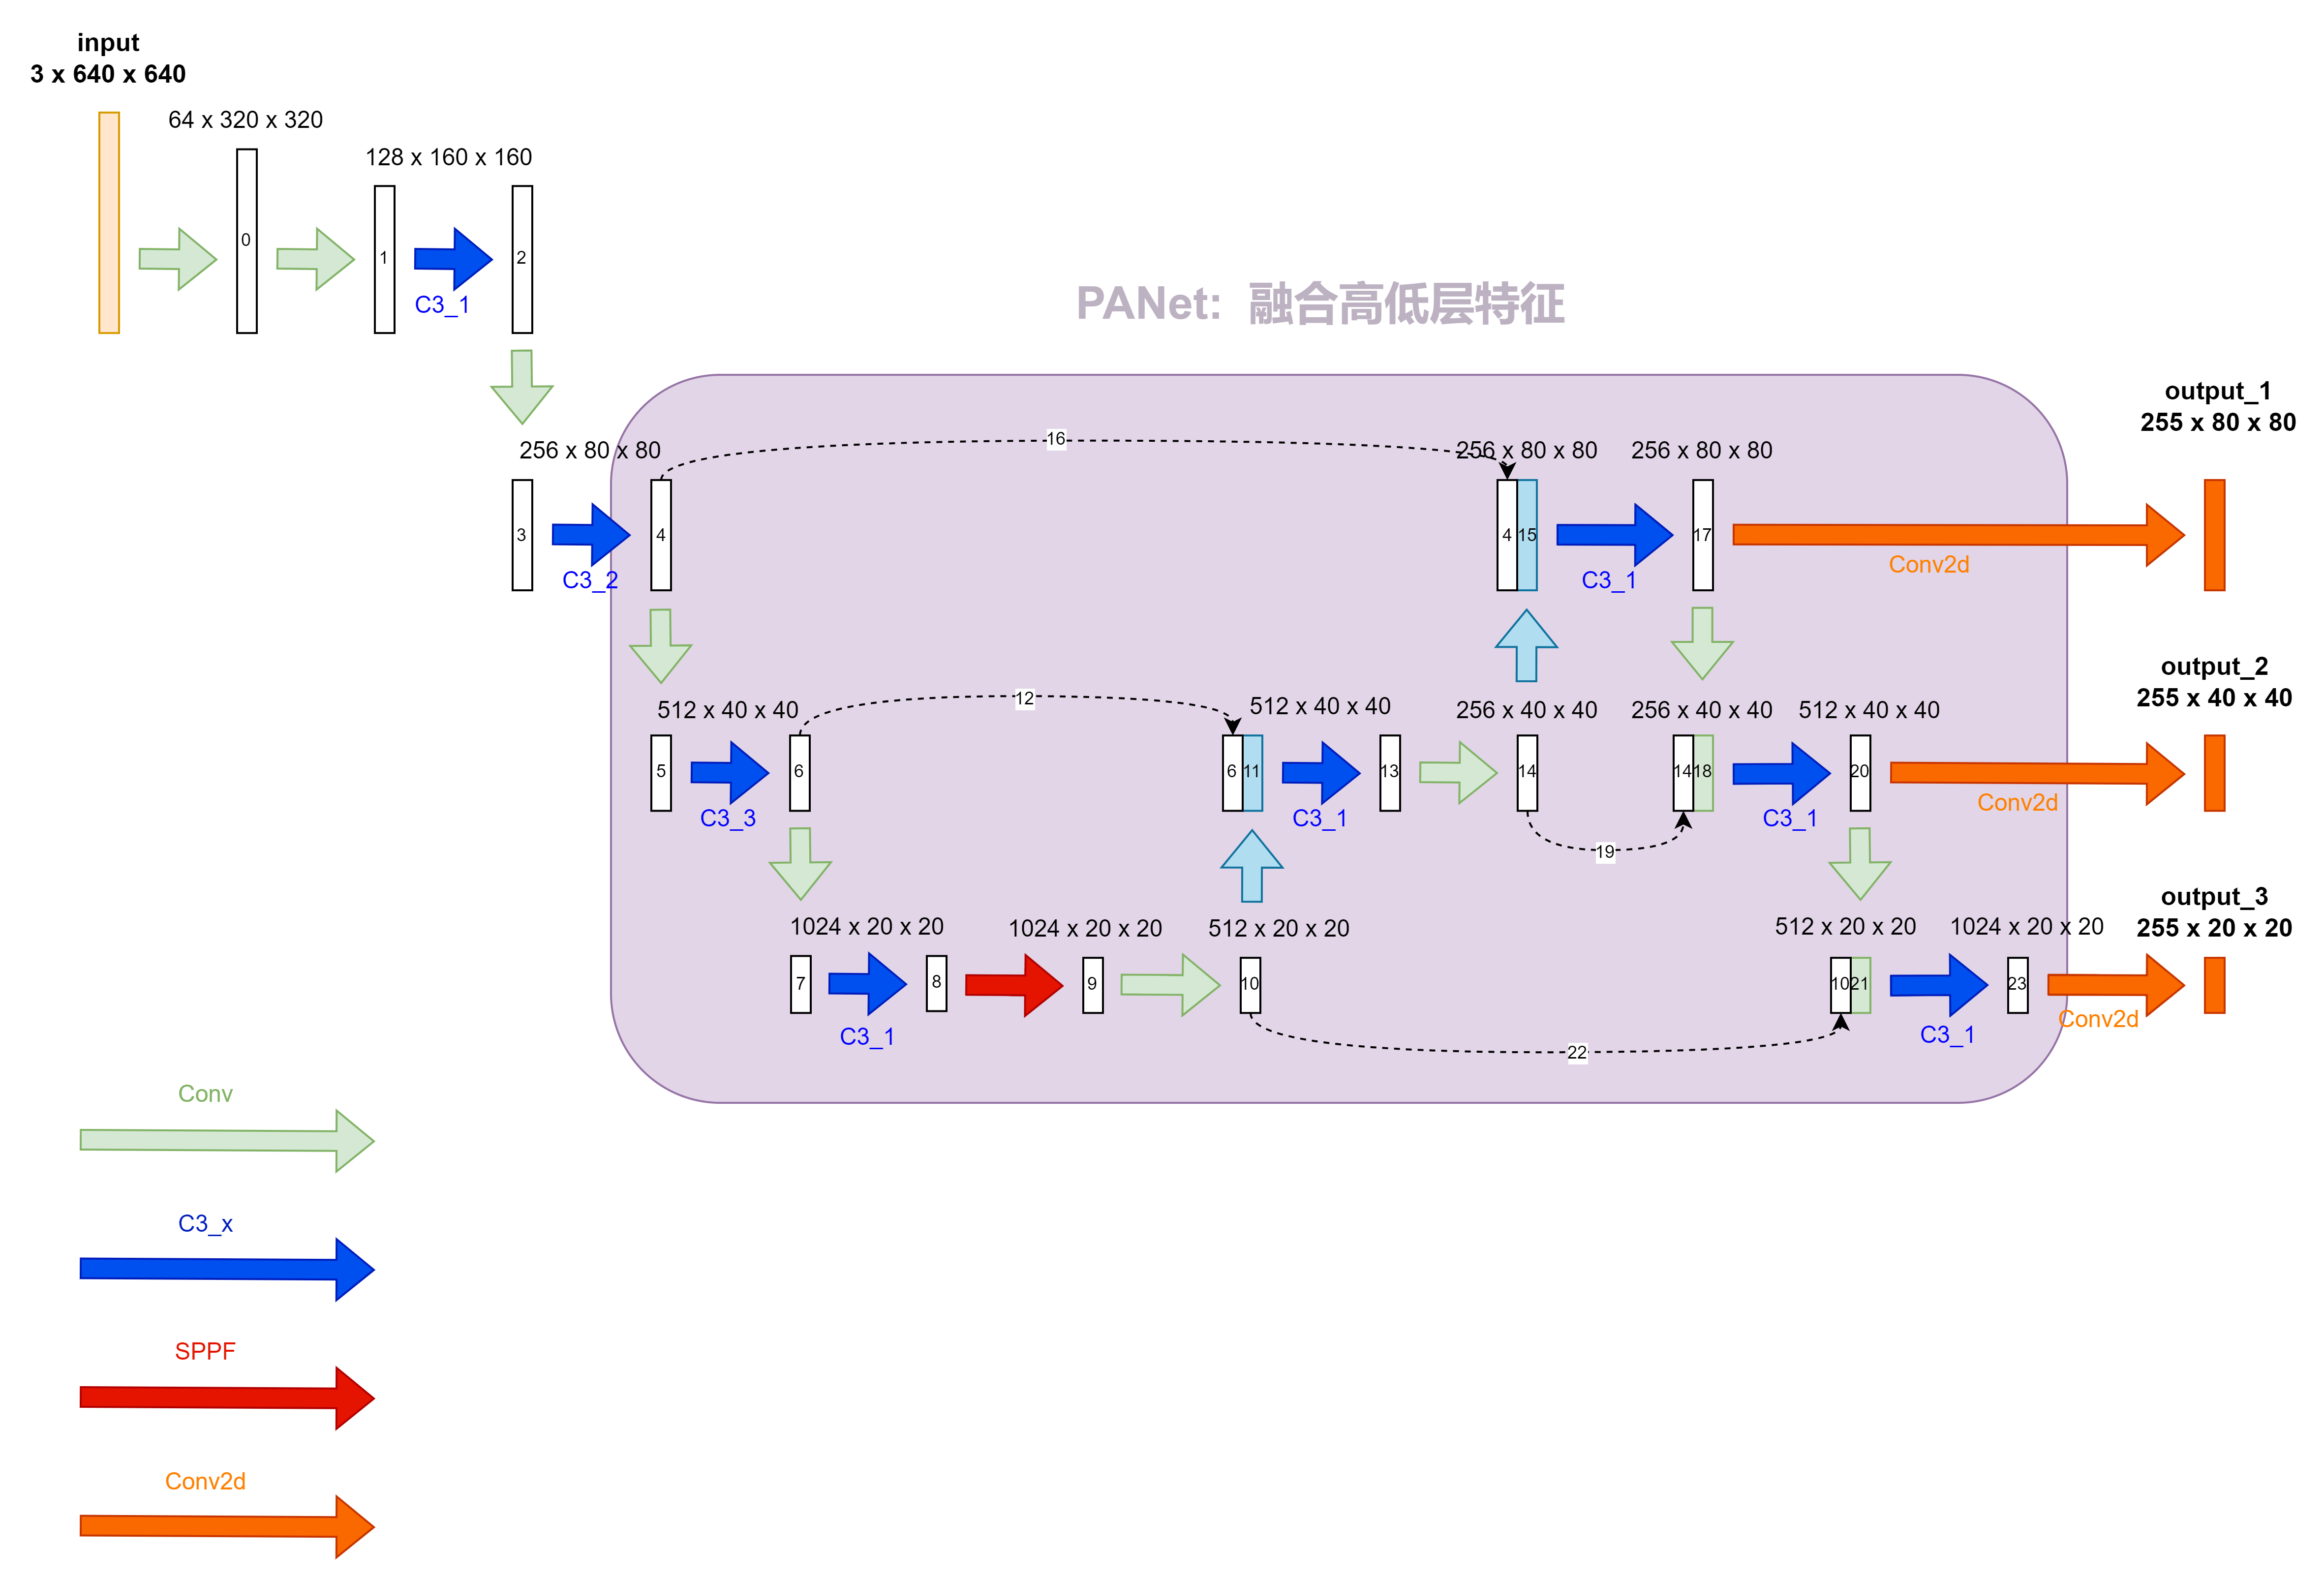 input
3 x 640 x 640
64 x 320 x 320
128 x 160 x 160
0
1
2
C3_1
PANet: 融合高低层特征
output_1
255 x 80 x 80
16
256 x 80 x 80
256 x 80 x 80
256 x 80 x 80
3
4
4
15
17
C3_2
C3_1
Conv2d
output_2
255 x 40 x 40
12
512 x 40 x 40
512 x 40 x 40
256 x 40 x 40
256 x 40 x 40
512 x 40 x 40
5
6
6
11
13
14
14
18
20
C3_3
C3_1
C3_1
Conv2d
19
output_3
255 x 20 x 20
1024 x 20 x 20
1024 x 20 x 20
512 x 20 x 20
512 x 20 x 20
1024 x 20 x 20
7
8
9
10
10
21
23
C3_1
C3_1
Conv2d
22
Conv
C3_x
SPPF
Conv2d